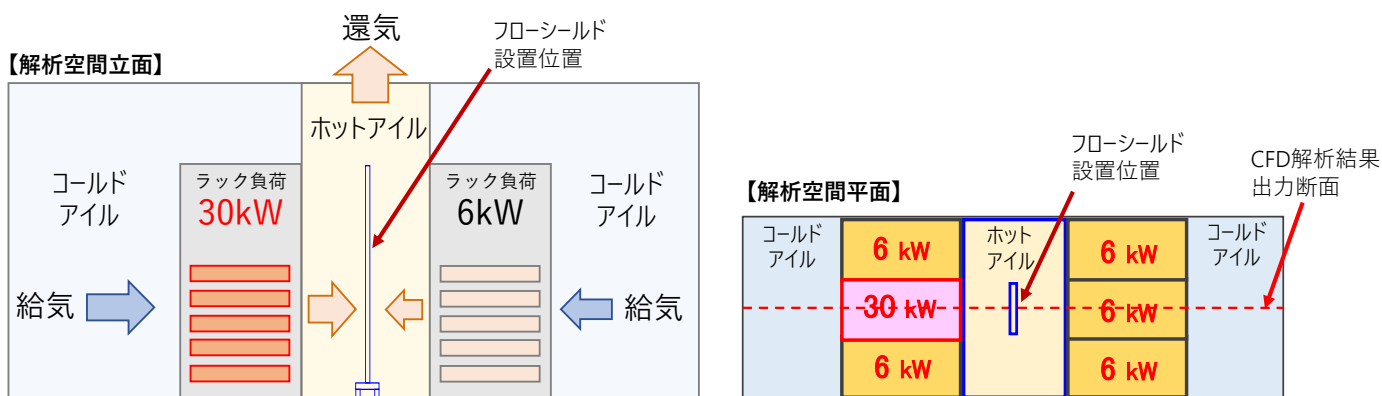 【解析空間立面】
還気
フローシールド
設置位置
ホットアイル
コールド
アイル
ラック負荷
30kW
ラック負荷
6kW
コールド
アイル
給気
給気
【解析空間平面】
フローシールド
設置位置
CFD解析結果
出力断面
コールド
アイル
6 kW
ホット
アイル
6 kW
コールド
アイル
30 kW
6 kW
6 kW
6 kW